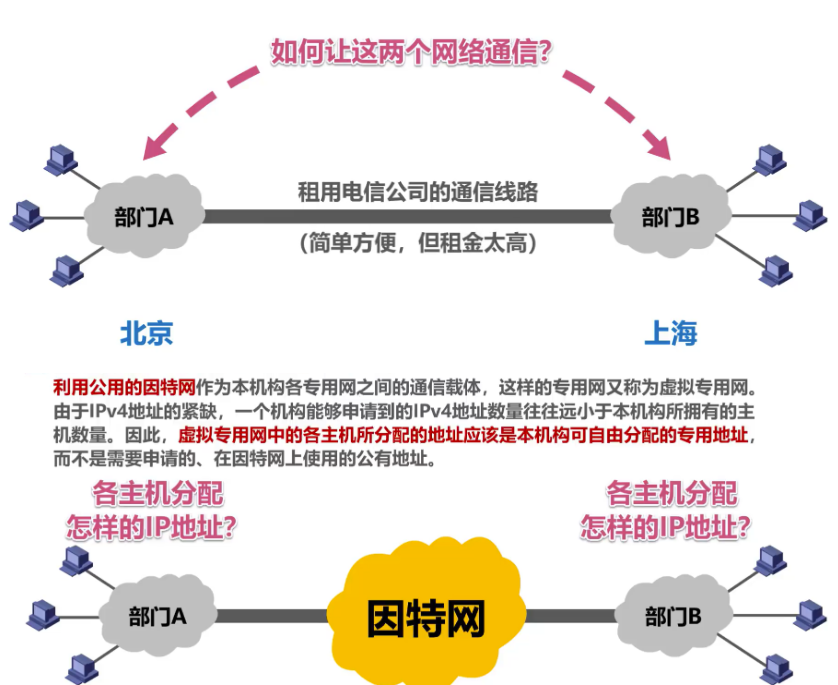 如何让这两个网络通信？
租用电信公司的通信线路
部门A
部门B
（简单方便，但租金太高）
北京
上海
利用公用的因特网作为本机构各专用网之间的通信载体，这样的专用网又称为虚拟专用网。
由于IPv4地址的紧缺，一个机构能够申请到的IPv4地址数量往往远小于本机构所拥有的主
机数量。因此，虚拟专用网中的各主机所分配的地址应该是本机构可自由分配的专用地址，
而不是需要申请的、在因特网上使用的公有地址。
各主机分配
怎样的IP地址？
各主机分配
怎样的IP地址？
部门A
因特网
部门B